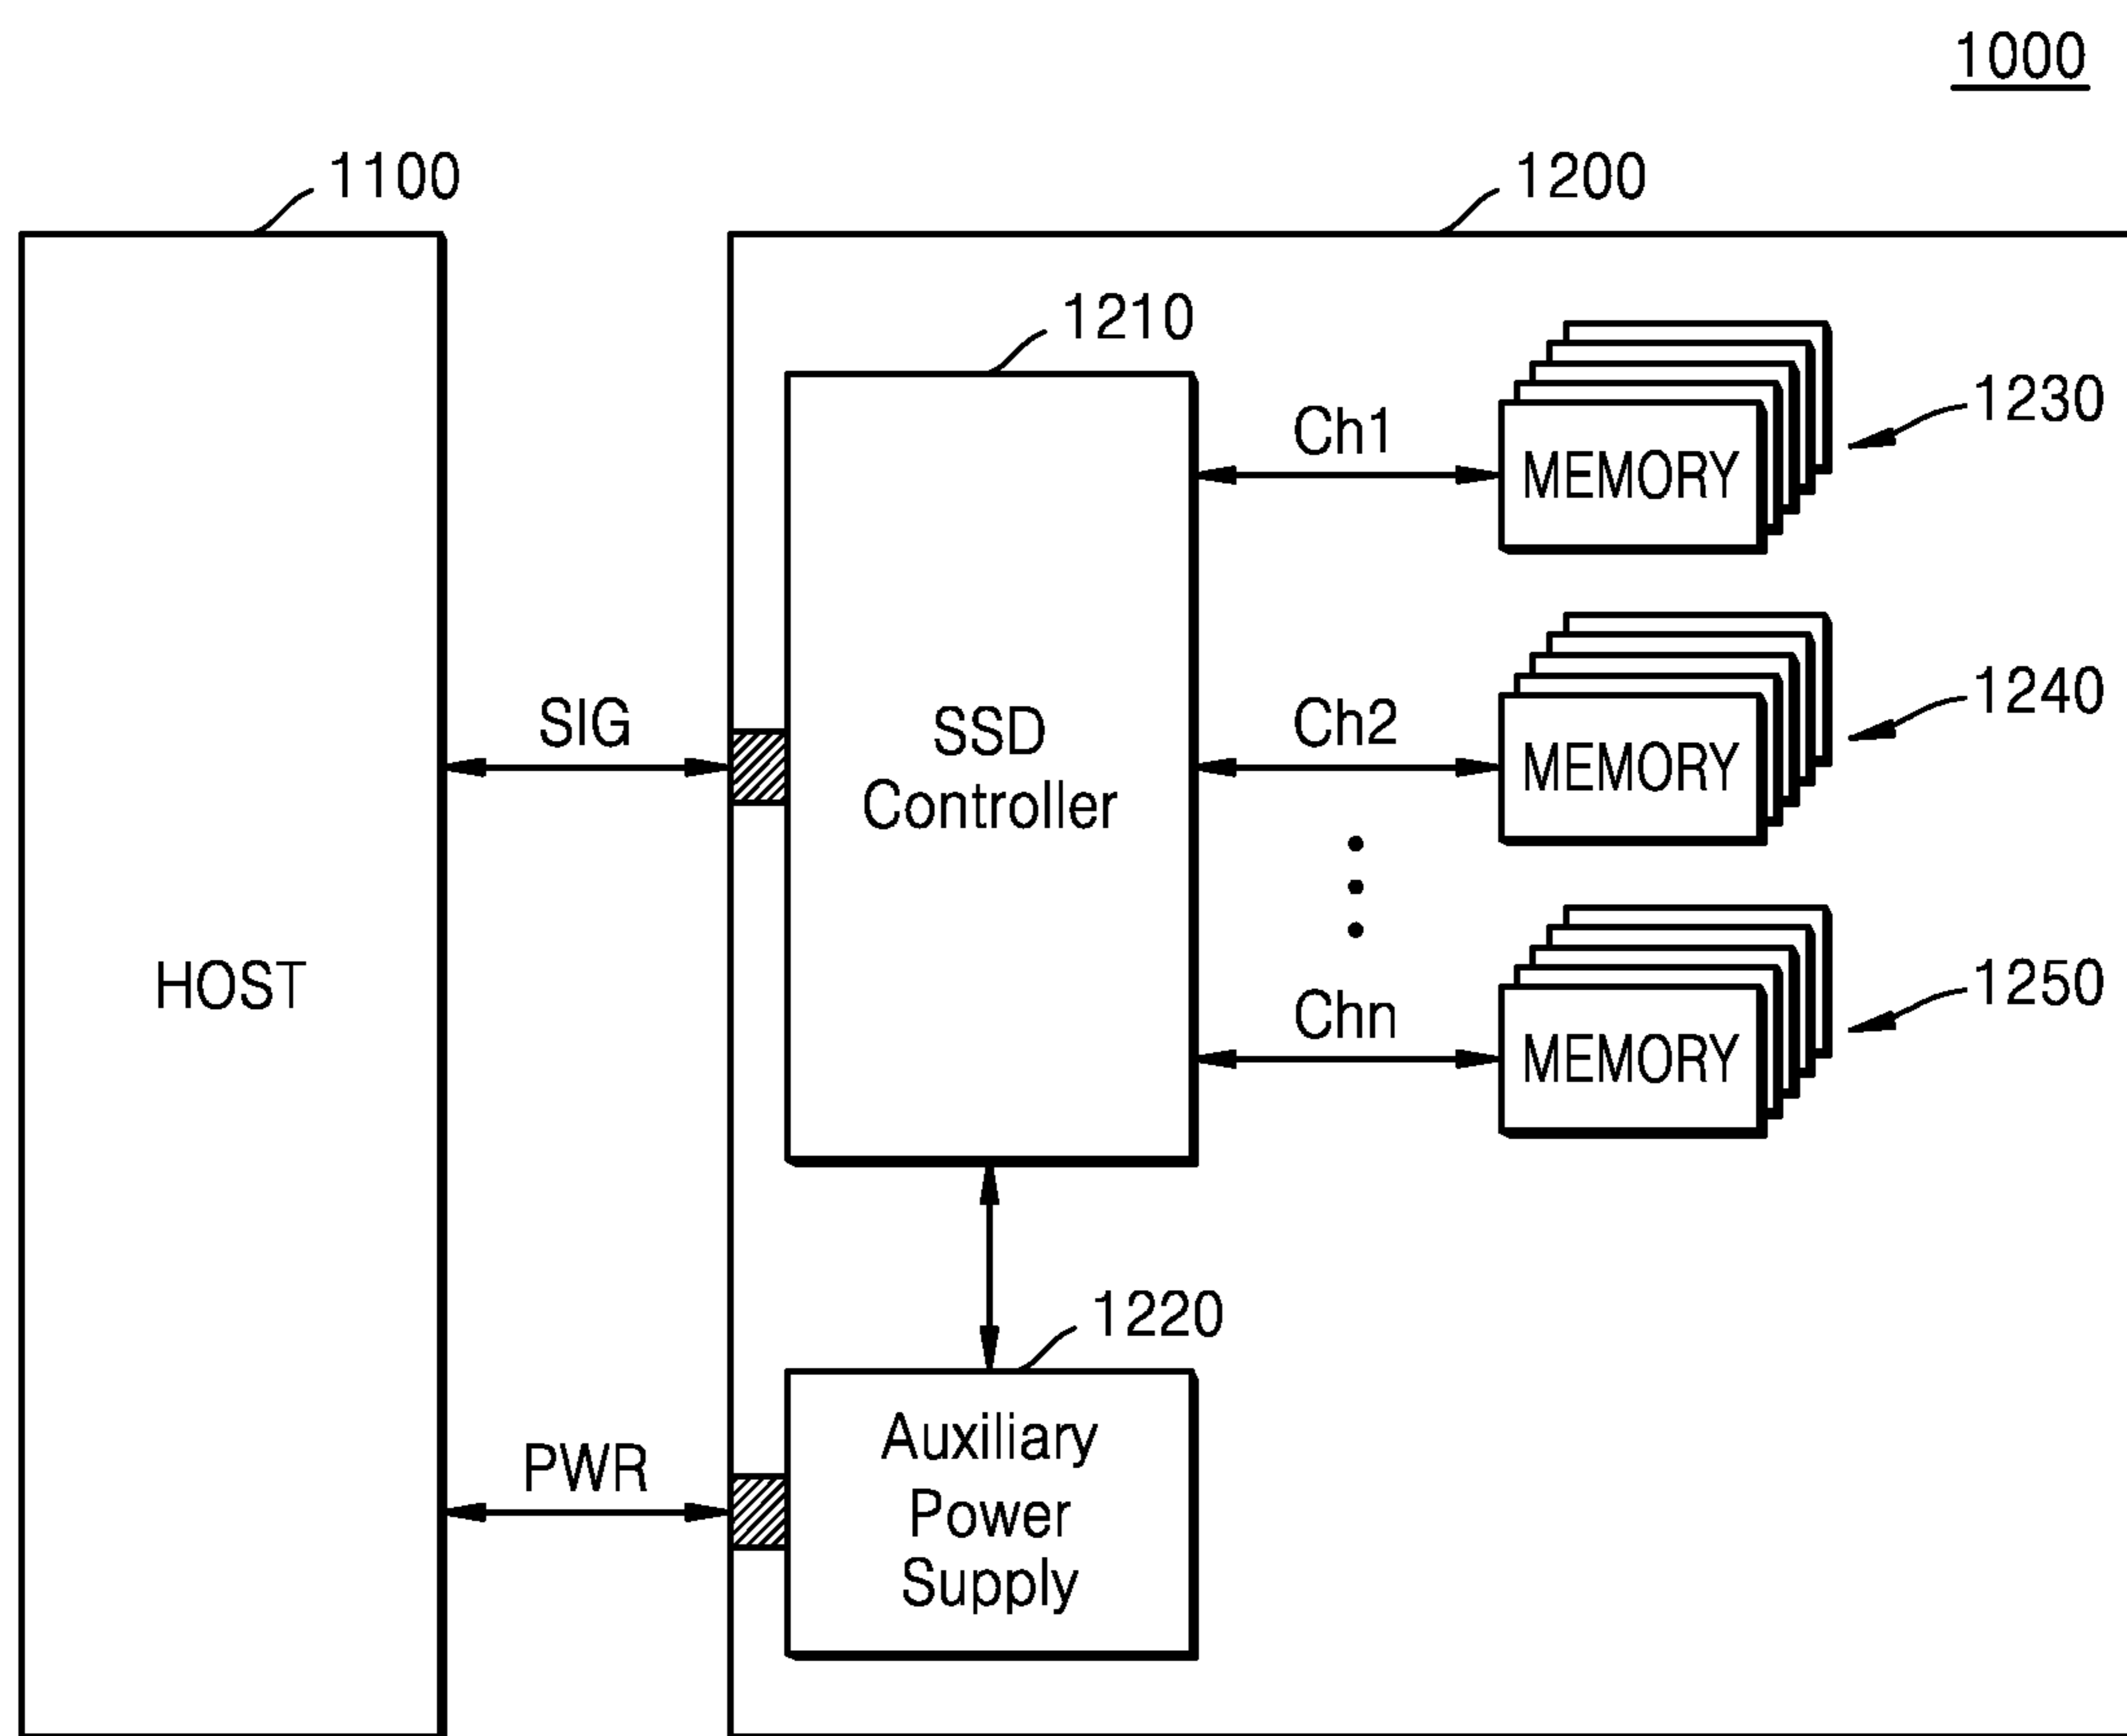 1000
1100
1200
1210
Ch1
MEMORY
1230
SIG
SSD
Controller
Ch2
MEMORY
1240
HOST
Chn
MEMORY
1250
1220
PWR
Auxiliary
Power
Supply